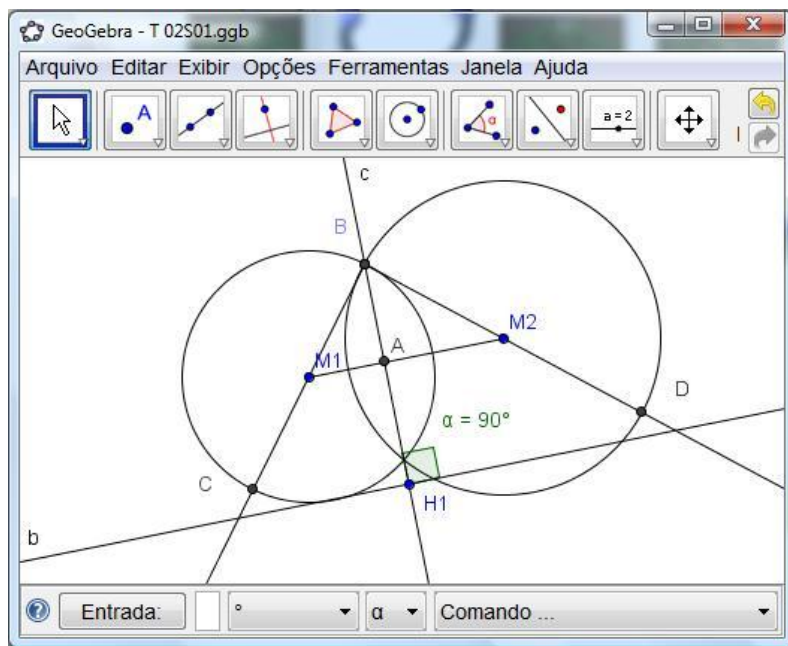 GeoGebra - T 02S01.ggb
Arquivo Editar Exibir Opções Ferramentas Janela Ajuda
A
α
a = 2
c
B
M2
A
M1
D
α = 90°
C
H1
b
Entrada:
°
α
Comando ...